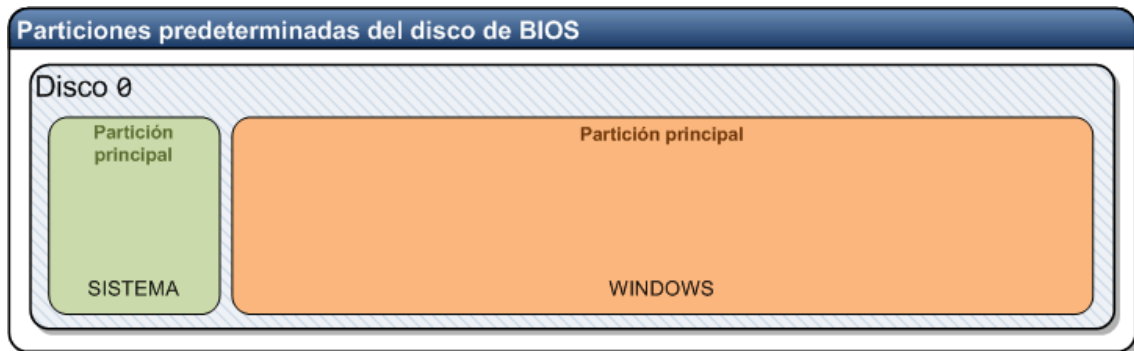 Particiones predeterminadas del disco de BIOS
Disco 0
Partición
principal
Partición principal
SISTEMA
WINDOWS